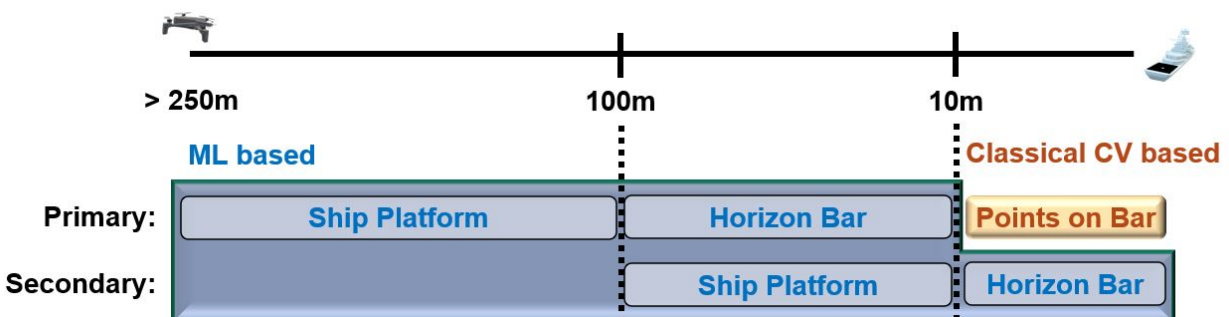 > 250m 100m 10m
ML based Classical CV based
Primary: Ship Platform Horizon Bar Points on Bar
Secondary: Ship Platform Horizon Bar